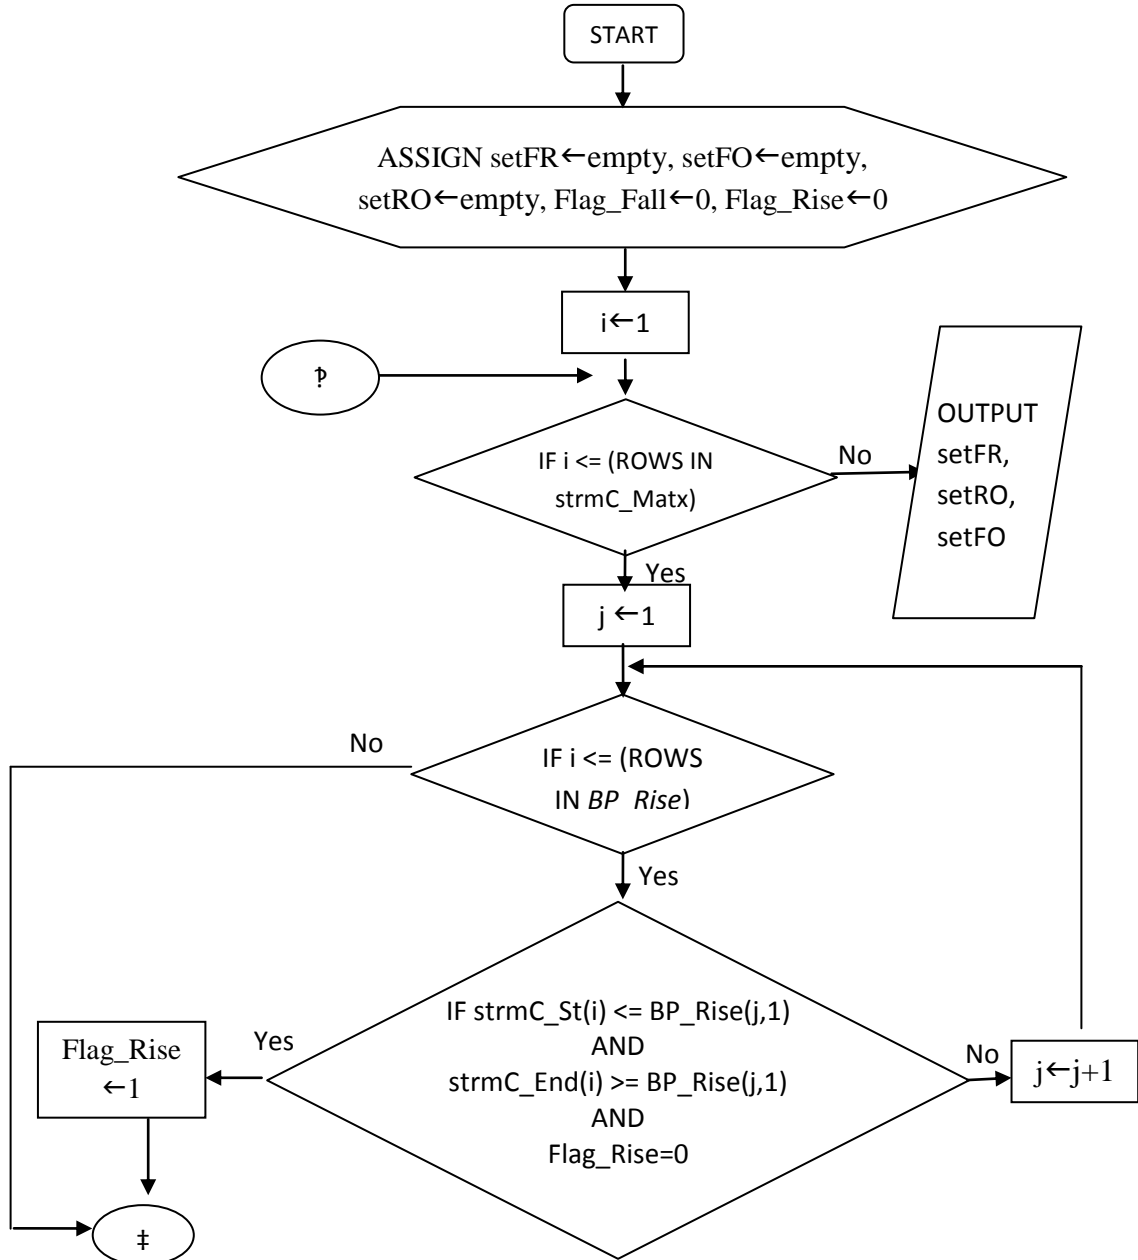 START
ASSIGN setFR←empty, setFO←empty,
setRO←empty, Flag_Fall←0, Flag_Rise←0
i←1
‽
IF i <= (ROWS IN
strmC_Matx)
No
OUTPUT
setFR,
setRO,
setFO
Yes
j ←1
No
IF i <= (ROWS
IN BP_Rise)
Yes
IF strmC_St(i) <= BP_Rise(j,1)
AND
strmC_End(i) >= BP_Rise(j,1)
AND
Flag_Rise=0
Yes
Flag_Rise
←1
No
j←j+1
‡